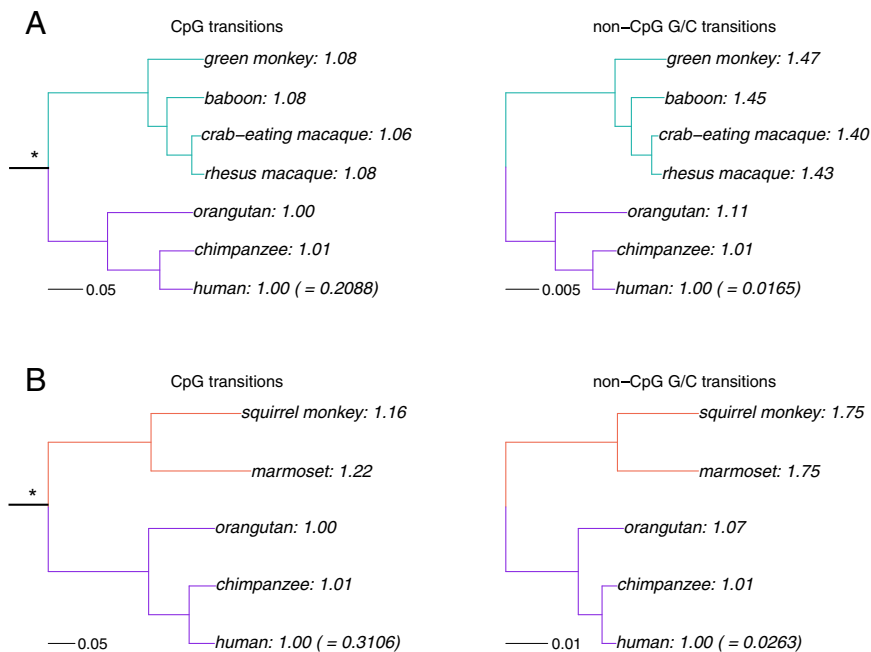 A
CpG transitions
green monkey: 1.08
baboon: 1.08
crab−eating macaque: 1.06
*
rhesus macaque: 1.08
orangutan: 1.00
chimpanzee: 1.01
human: 1.00 ( = 0.2088)
0.05
non−CpG G/C transitions
green monkey: 1.47
baboon: 1.45
crab−eating macaque: 1.40
rhesus macaque: 1.43
orangutan: 1.11
chimpanzee: 1.01
human: 1.00 ( = 0.0165)
0.005
B
CpG transitions
squirrel monkey: 1.16
marmoset: 1.22
*
orangutan: 1.00
chimpanzee: 1.01
human: 1.00 ( = 0.3106)
0.05
non−CpG G/C transitions
squirrel monkey: 1.75
marmoset: 1.75
orangutan: 1.07
chimpanzee: 1.01
human: 1.00 ( = 0.0263)
0.01